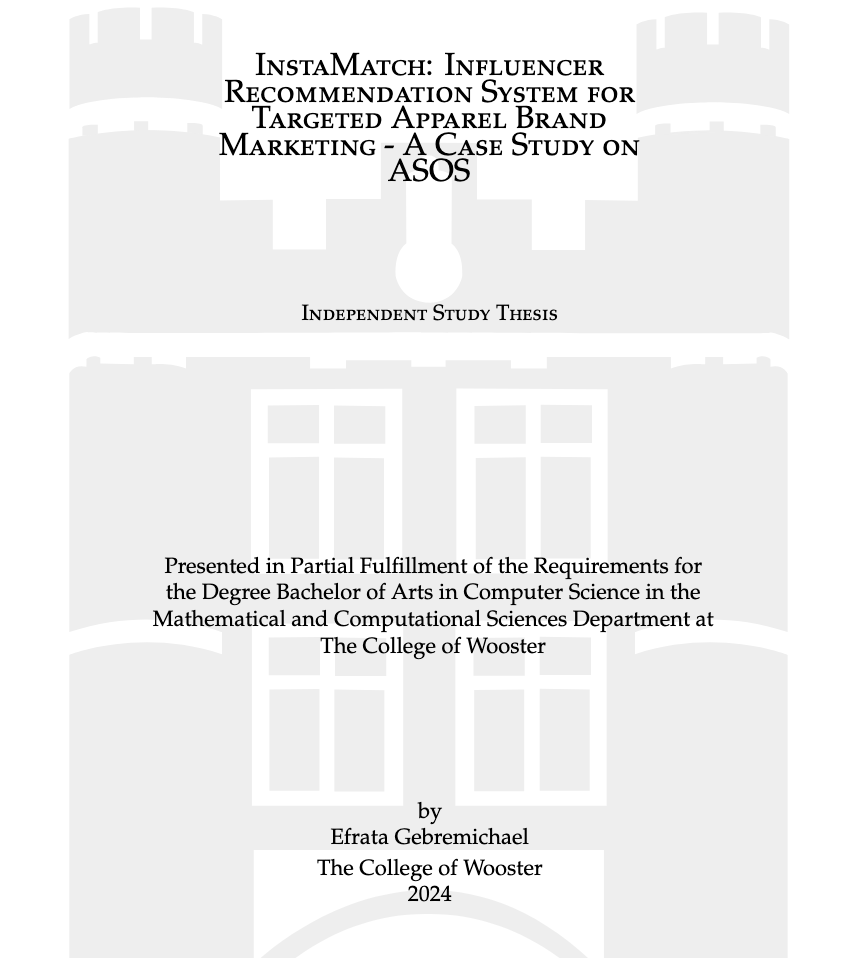 InstaMatch: Influencer
Recommendation System for
Targeted Apparel Brand
Marketing - A Case Study on
ASOS
Independent Study Thesis
Presented in Partial Fulfillment of the Requirements for
the Degree Bachelor of Arts in Computer Science in the
Mathematical and Computational Sciences Department at
The College of Wooster
by
Efrata Gebremichael
The College of Wooster
2024